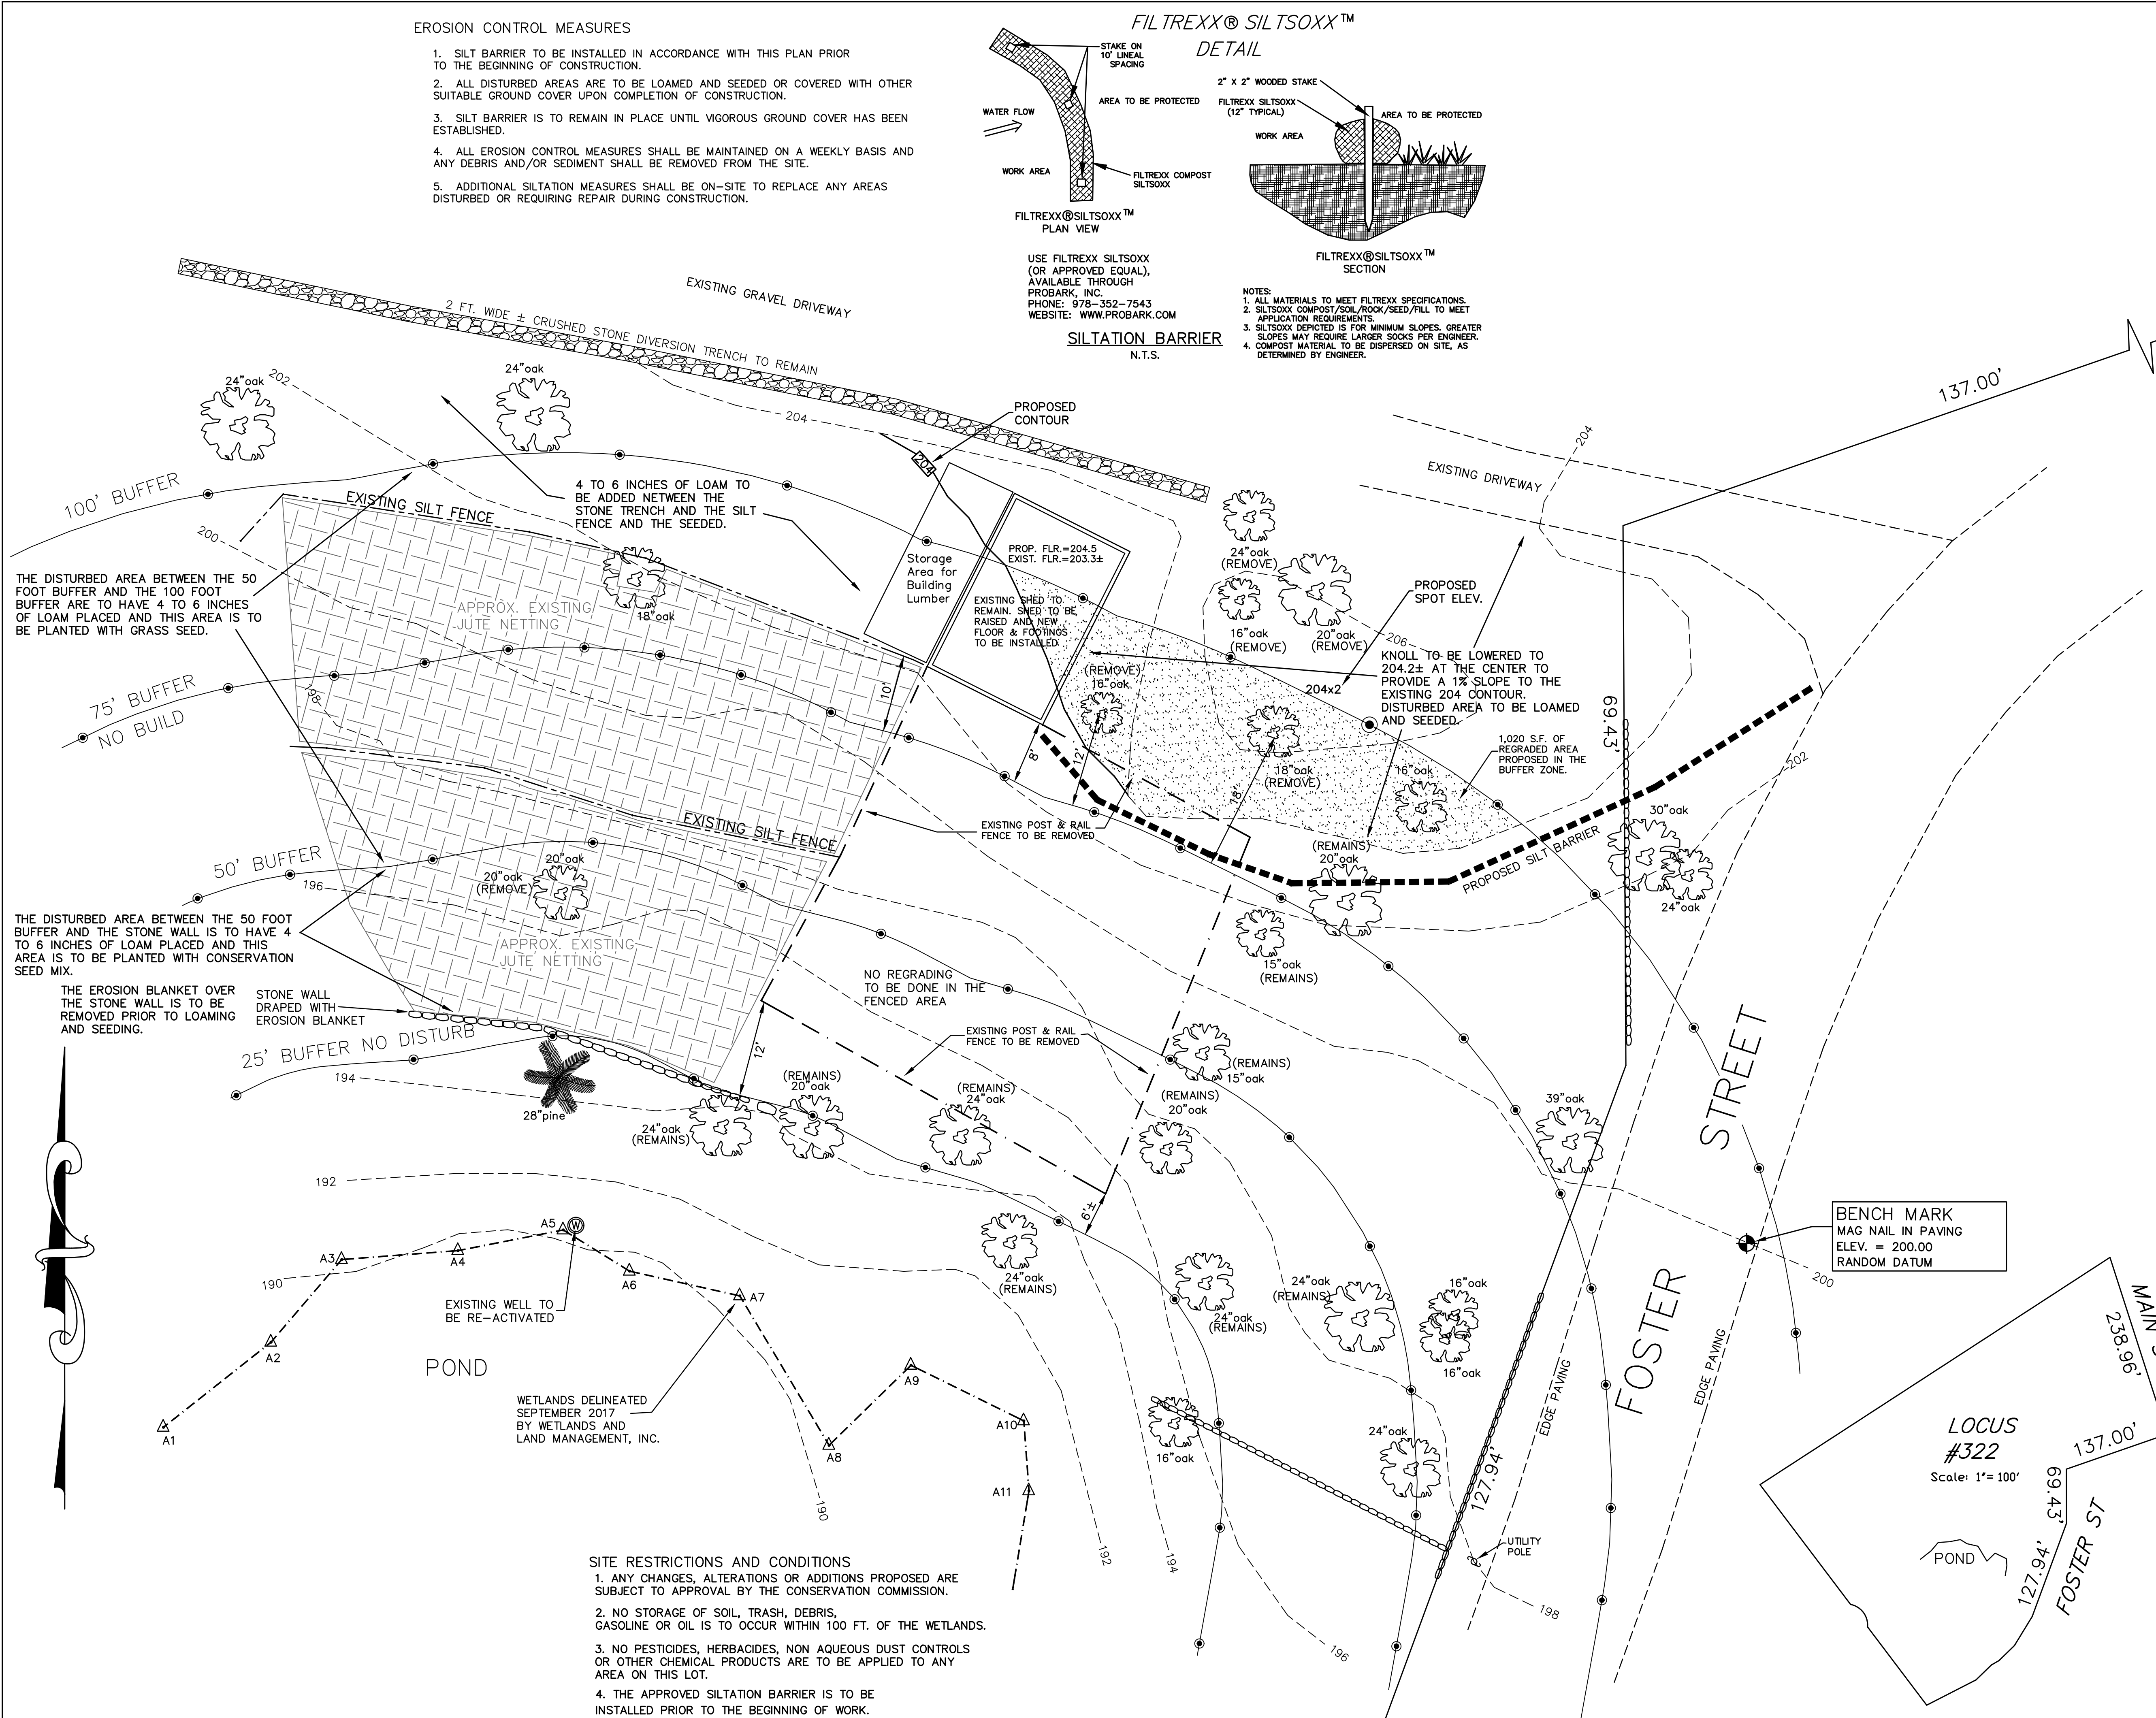 EROSION CONTROL MEASURES
1. SILT BARRIER TO BE INSTALLED IN ACCORDANCE WITH THIS PLAN PRIOR
TO THE BEGINNING OF CONSTRUCTION.
2. ALL DISTURBED AREAS ARE TO BE LOAMED AND SEEDED OR COVERED WITH OTHER
SUITABLE GROUND COVER UPON COMPLETION OF CONSTRUCTION.
3. SILT BARRIER IS TO REMAIN IN PLACE UNTIL VIGOROUS GROUND COVER HAS BEEN
ESTABLISHED.
4. ALL EROSION CONTROL MEASURES SHALL BE MAINTAINED ON A WEEKLY BASIS AND
ANY DEBRIS AND/OR SEDIMENT SHALL BE REMOVED FROM THE SITE.
5. ADDITIONAL SILTATION MEASURES SHALL BE ON-SITE TO REPLACE ANY AREAS
DISTURBED OR REQUIRING REPAIR DURING CONSTRUCTION.
FILTREXX® SILTSOXX™
DETAIL
STAKE ON
10' LINEAL
SPACING
AREA TO BE PROTECTED
WATER FLOW
WORK AREA
FILTREXX COMPOST
SILTSOXX
FILTREXX®SILTSOXX™
PLAN VIEW
2" X 2" WOODED STAKE
FILTREXX SILTSOXX
(12" TYPICAL)
AREA TO BE PROTECTED
WORK AREA
FILTREXX®SILTSOXX™
SECTION
USE FILTREXX SILTSOXX
(OR APPROVED EQUAL),
AVAILABLE THROUGH
PROBARK, INC.
PHONE: 978-352-7543
WEBSITE: WWW.PROBARK.COM
SILTATION BARRIER
N.T.S.
NOTES:
1. ALL MATERIALS TO MEET FILTREXX SPECIFICATIONS.
2. SILTSOXX COMPOST/SOIL/ROCK/SEED/FILL TO MEET
APPLICATION REQUIREMENTS.
3. SILTSOXX DEPICTED IS FOR MINIMUM SLOPES. GREATER
SLOPES MAY REQUIRE LARGER SOCKS PER ENGINEER.
4. COMPOST MATERIAL TO BE DISPERSED ON SITE, AS
DETERMINED BY ENGINEER.
EXISTING GRAVEL DRIVEWAY
2 FT. WIDE ± CRUSHED STONE DIVERSION TRENCH TO REMAIN
24"oak
202
24"oak
204
PROPOSED
CONTOUR
204
137.00'
204
EXISTING DRIVEWAY
100' BUFFER
EXISTING SILT FENCE
200
4 TO 6 INCHES OF LOAM TO
BE ADDED NETWEEN THE
STONE TRENCH AND THE SILT
FENCE AND THE SEEDED.
Storage
Area for
Building
Lumber
PROP. FLR.=204.5
EXIST. FLR.=203.3±
EXISTING SHED TO
REMAIN. SHED TO BE
RAISED AND NEW
FLOOR & FOOTINGS
TO BE INSTALLED
24"oak
(REMOVE)
16"oak
(REMOVE)
20"oak
(REMOVE)
206
PROPOSED
SPOT ELEV.
THE DISTURBED AREA BETWEEN THE 50
FOOT BUFFER AND THE 100 FOOT
BUFFER ARE TO HAVE 4 TO 6 INCHES
OF LOAM PLACED AND THIS AREA IS TO
BE PLANTED WITH GRASS SEED.
APPROX. EXISTING
JUTE NETTING
18"oak
198
75' BUFFER
NO BUILD
10'
8'
12'
(REMOVE)
16"oak
204x2
KNOLL TO BE LOWERED TO
204.2± AT THE CENTER TO
PROVIDE A 1% SLOPE TO THE
EXISTING 204 CONTOUR.
DISTURBED AREA TO BE LOAMED
AND SEEDED.
69.43'
1,020 S.F. OF
REGRADED AREA
PROPOSED IN THE
BUFFER ZONE.
18"oak
(REMOVE)
16"oak
18'
202
30"oak
24"oak
PROPOSED SILT BARRIER
EXISTING SILT FENCE
EXISTING POST & RAIL
FENCE TO BE REMOVED
(REMAINS)
20"oak
50' BUFFER
20"oak
20"oak
(REMOVE)
196
APPROX. EXISTING
JUTE NETTING
THE DISTURBED AREA BETWEEN THE 50 FOOT
BUFFER AND THE STONE WALL IS TO HAVE 4
TO 6 INCHES OF LOAM PLACED AND THIS
AREA IS TO BE PLANTED WITH CONSERVATION
SEED MIX.
THE EROSION BLANKET OVER
THE STONE WALL IS TO BE
REMOVED PRIOR TO LOAMING
AND SEEDING.
STONE WALL
DRAPED WITH
EROSION BLANKET
NO REGRADING
TO BE DONE IN THE
FENCED AREA
15"oak
(REMAINS)
EXISTING POST & RAIL
FENCE TO BE REMOVED
25' BUFFER NO DISTURB
194
28"pine
12'
24"oak
(REMAINS)
(REMAINS)
20"oak
(REMAINS)
24"oak
(REMAINS)
15"oak
(REMAINS)
20"oak
39"oak
FOSTER STREET
192
6'±
BENCH MARK
MAG NAIL IN PAVING
ELEV. = 200.00
RANDOM DATUM
200
A5
W
A3
A4
A6
A7
190
A2
A1
EXISTING WELL TO
BE RE-ACTIVATED
POND
WETLANDS DELINEATED
SEPTEMBER 2017
BY WETLANDS AND
LAND MANAGEMENT, INC.
A8
A9
A10
A11
190
192
194
196
198
24"oak
(REMAINS)
24"oak
(REMAINS)
24"oak
(REMAINS)
16"oak
16"oak
16"oak
24"oak
127.94'
EDGE PAVING
EDGE PAVING
UTILITY
POLE
SITE RESTRICTIONS AND CONDITIONS
1. ANY CHANGES, ALTERATIONS OR ADDITIONS PROPOSED ARE
SUBJECT TO APPROVAL BY THE CONSERVATION COMMISSION.
2. NO STORAGE OF SOIL, TRASH, DEBRIS,
GASOLINE OR OIL IS TO OCCUR WITHIN 100 FT. OF THE WETLANDS.
3. NO PESTICIDES, HERBACIDES, NON AQUEOUS DUST CONTROLS
OR OTHER CHEMICAL PRODUCTS ARE TO BE APPLIED TO ANY
AREA ON THIS LOT.
4. THE APPROVED SILTATION BARRIER IS TO BE
INSTALLED PRIOR TO THE BEGINNING OF WORK.
MAIN
238.96'
LOCUS
#322
Scale: 1"= 100'
137.00'
69.43'
127.94'
FOSTER ST
POND